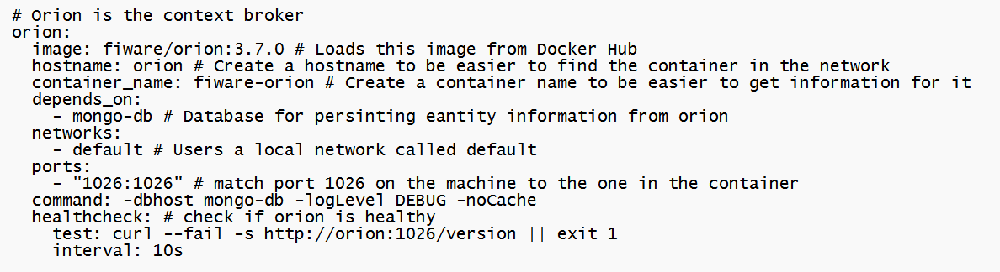 # Orion is the context broker
orion:
  image: fiware/orion:3.7.0 # Loads this image from Docker Hub
  hostname: orion # Create a hostname to be easier to find the container in the network
  container_name: fiware-orion # Create a container name to be easier to get information for it
  depends_on:
    - mongo-db # Database for persinting eantity information from orion
  networks:
    - default # Users a local network called default
  ports:
    - "1026:1026" # match port 1026 on the machine to the one in the container
  command: -dbhost mongo-db -logLevel DEBUG -noCache
  healthcheck: # check if orion is healthy
    test: curl --fail -s http://orion:1026/version || exit 1
    interval: 10s